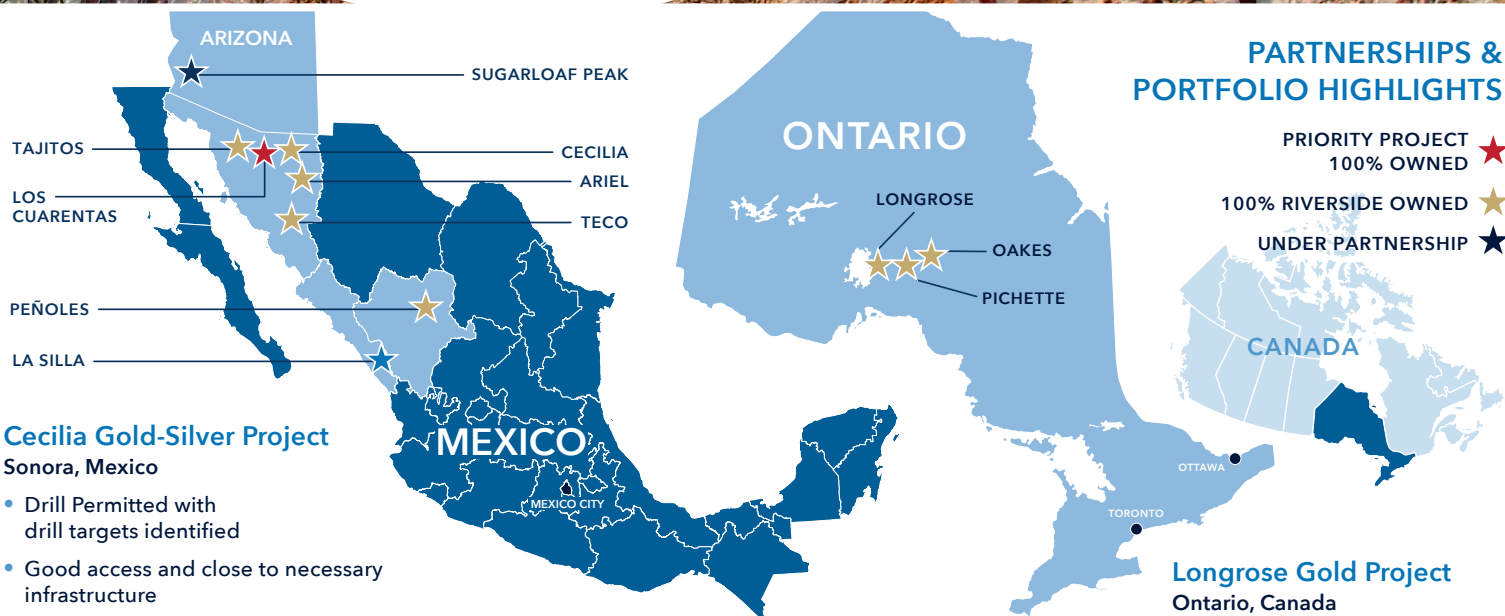 ARIZONA
SUGARLOAF PEAK
TAJITOS
LOS
CUARENTAS
CECILIA
ARIEL
TECO
PEÑOLES
LA SILLA
MEXICO
MEXICO CITY
Cecilia Gold-Silver Project
Sonora, Mexico
• Drill Permitted with
drill targets identified
• Good access and close to necessary
infrastructure
ONTARIO
LONGROSE
OAKES
PICHETTE
OTTAWA
TORONTO
PARTNERSHIPS &
PORTFOLIO HIGHLIGHTS
PRIORITY PROJECT
100% OWNED
100% RIVERSIDE OWNED
UNDER PARTNERSHIP
CANADA
Longrose Gold Project
Ontario, Canada